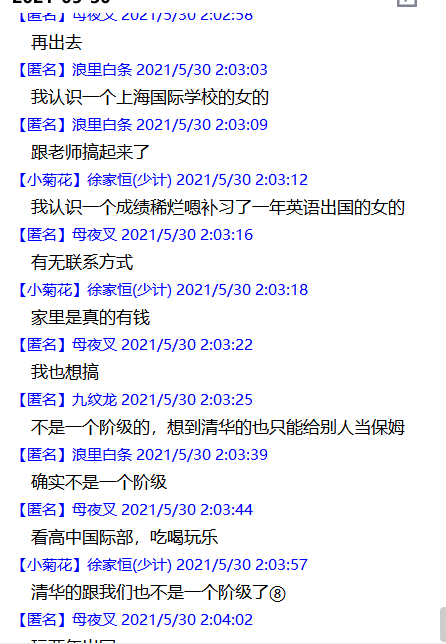 【匿名】母夜叉 2021/5/30 2:02:58
再出去
【匿名】浪里白条 2021/5/30 2:03:03
我认识一个上海国际学校的女的
【匿名】浪里白条 2021/5/30 2:03:09
跟老师搞起来了
【小菊花】徐家恒(少计) 2021/5/30 2:03:12
我认识一个成绩稀烂嗯补习了一年英语出国的女的
【匿名】母夜叉 2021/5/30 2:03:16
有无联系方式
【小菊花】徐家恒(少计) 2021/5/30 2:03:18
家里是真的有钱
【匿名】母夜叉 2021/5/30 2:03:22
我也想搞
【匿名】九纹龙 2021/5/30 2:03:25
不是一个阶级的，想到清华的也只能给别人当保姆
【匿名】浪里白条 2021/5/30 2:03:39
确实不是一个阶级
【匿名】母夜叉 2021/5/30 2:03:44
看高中国际部，吃喝玩乐
【小菊花】徐家恒(少计) 2021/5/30 2:03:57
清华的跟我们也不是一个阶级了⑧
【匿名】母夜叉 2021/5/30 2:04:02